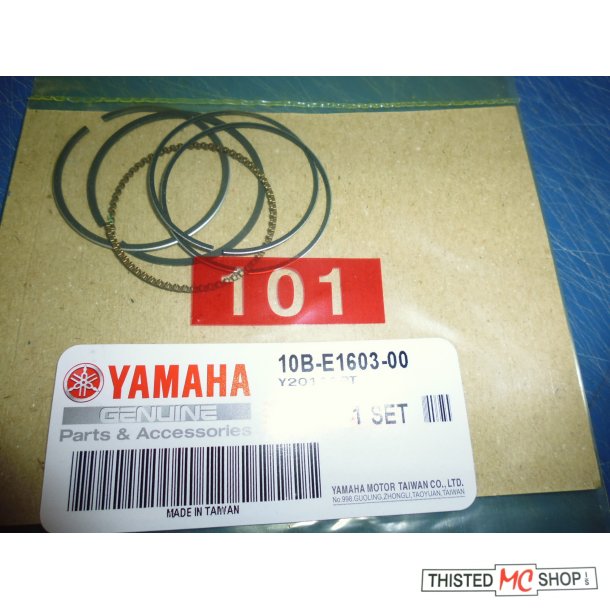 101
YAMAHA
GENUINE
Parts & Accessories
MADE IN TAIWAN
10B-E1603-00
1 SET
YAMAHA MOTOR TAIWAN CO., LTD.
No.998,GUOLING,ZHONGLI,TAOYUAN,TAIWAN
THISTED MC SHOP I/S